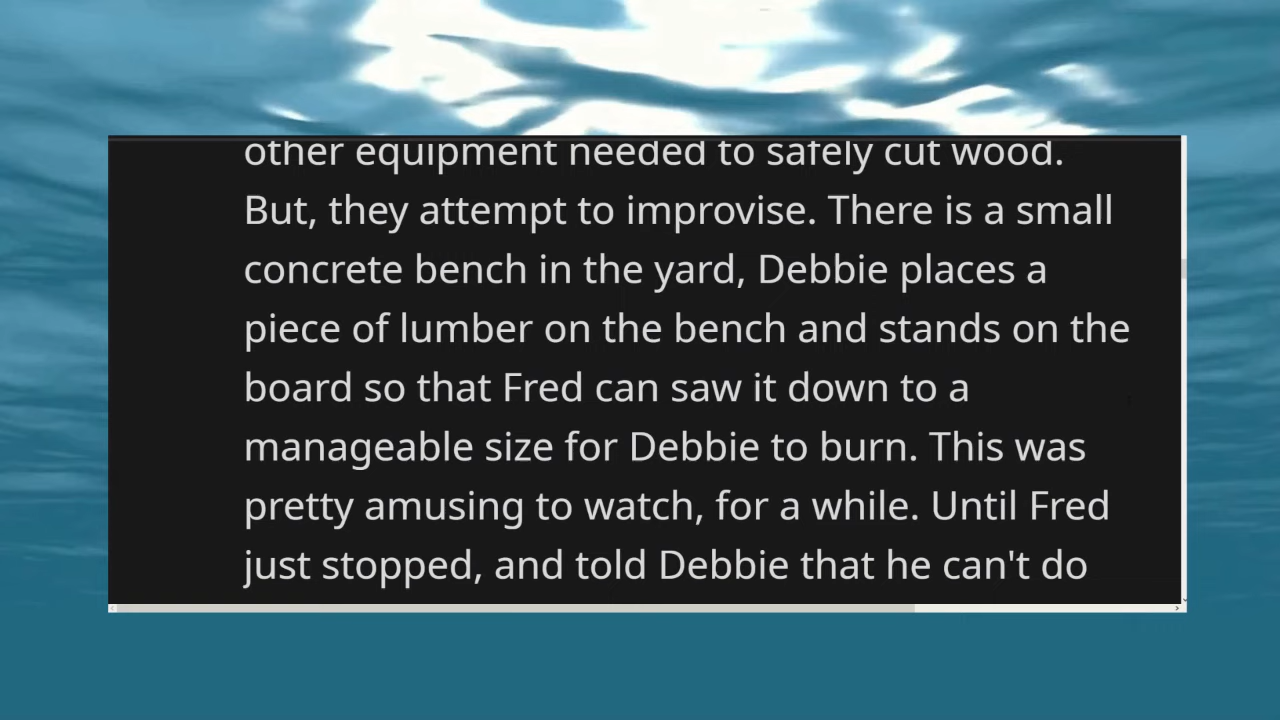 other equipment needed to safely cut wood.
But, they attempt to improvise. There is a small
concrete bench in the yard, Debbie places a
piece of lumber on the bench and stands on the
board so that Fred can saw it down to a
manageable size for Debbie to burn. This was
pretty amusing to watch, for a while. Until Fred
just stopped, and told Debbie that he can't do